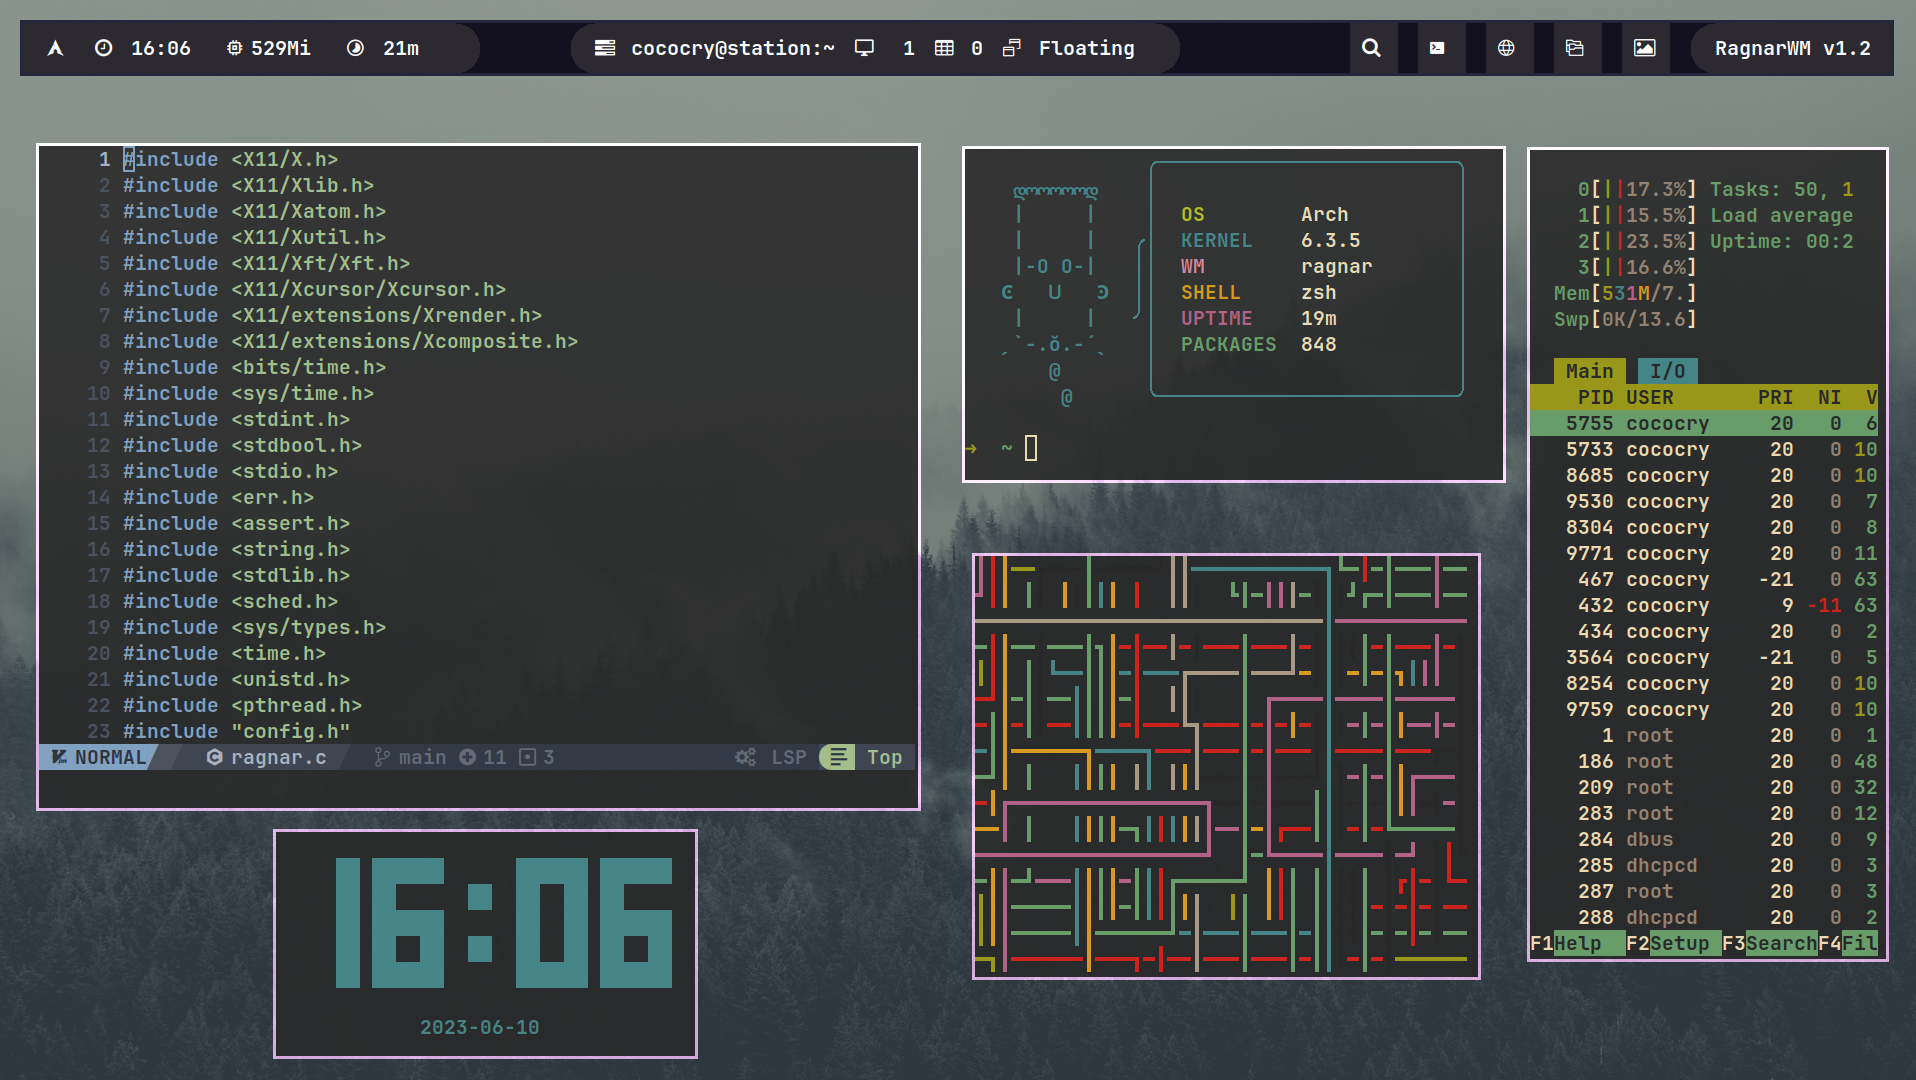 16:06 529Mi 21m cococry@station:~ 1 0 Floating RagnarWM v1.2
1 #include <X11/X.h>
2 #include <X11/Xlib.h>
3 #include <X11/Xatom.h>
4 #include <X11/Xutil.h>
5 #include <X11/Xft/Xft.h>
6 #include <X11/Xcursor/Xcursor.h>
7 #include <X11/extensions/Xrender.h>
8 #include <X11/extensions/Xcomposite.h>
9 #include <bits/time.h>
10 #include <sys/time.h>
11 #include <stdint.h>
12 #include <stdbool.h>
13 #include <stdio.h>
14 #include <err.h>
15 #include <assert.h>
16 #include <string.h>
17 #include <stdlib.h>
18 #include <sched.h>
19 #include <sys/types.h>
20 #include <time.h>
21 #include <unistd.h>
22 #include <pthread.h>
23 #include "config.h"
NORMAL ragnar.c main 11 3 LSP Top
OS Arch
KERNEL 6.3.5
WM ragnar
SHELL zsh
UPTIME 19m
PACKAGES 848
→ ~
0[||17.3%] Tasks: 50, 1
1[||15.5%] Load average
2[||23.5%] Uptime: 00:2
3[||16.6%]
Mem[531M/7.]
Swp[0K/13.6]
Main I/O
PID USER PRI NI V
5755 cococry 20 0 6
5733 cococry 20 0 10
8685 cococry 20 0 10
9530 cococry 20 0 7
8304 cococry 20 0 8
9771 cococry 20 0 11
467 cococry -21 0 63
432 cococry 9 -11 63
434 cococry 20 0 2
3564 cococry -21 0 5
8254 cococry 20 0 10
9759 cococry 20 0 10
1 root 20 0 1
186 root 20 0 48
209 root 20 0 32
283 root 20 0 12
284 dbus 20 0 9
285 dhcpcd 20 0 3
287 root 20 0 3
288 dhcpcd 20 0 2
F1Help F2Setup F3SearchF4Fil
16:06
2023-06-10